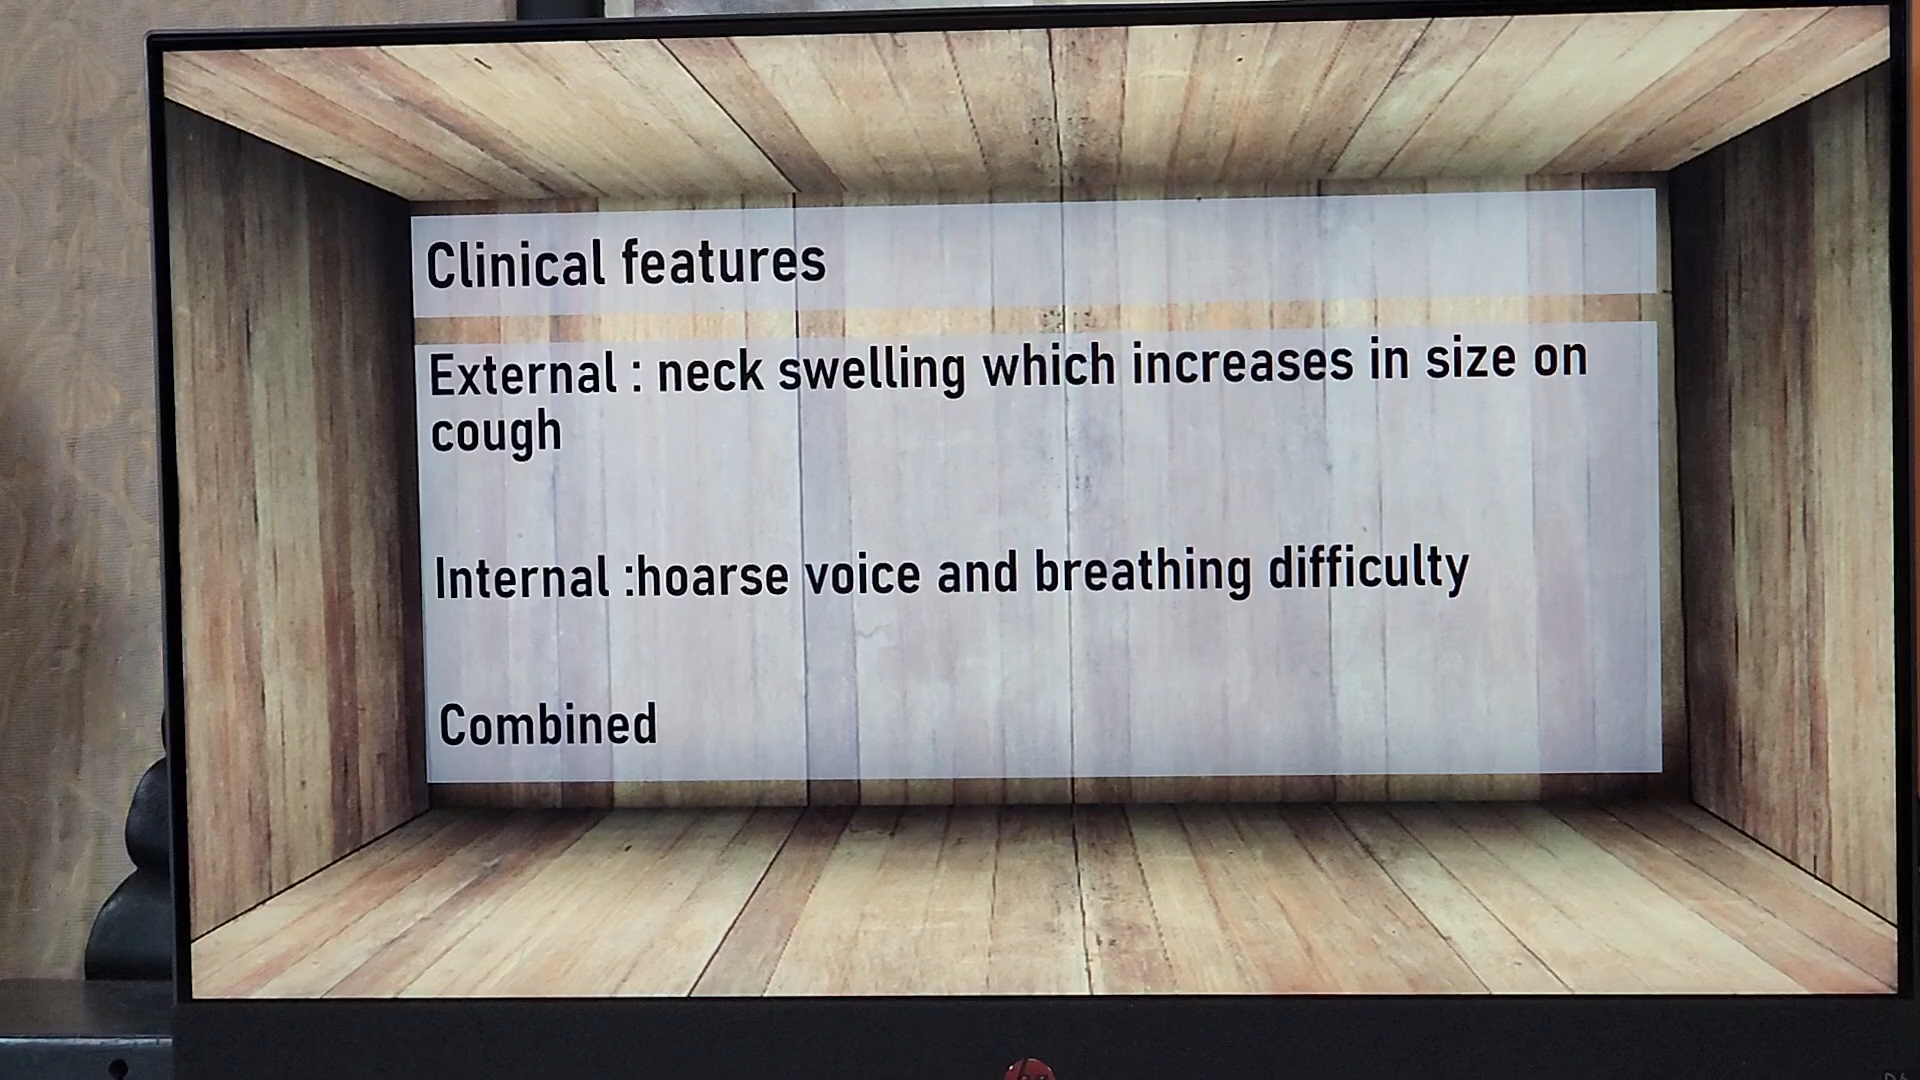 Clinical features
External : neck swelling which increases in size on
cough
Internal :hoarse voice and breathing difficulty
Combined